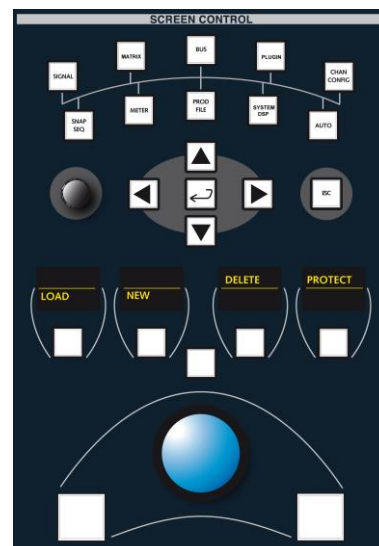 SCREEN CONTROL
BUS
MATRIX
PLUGIN
SIGNAL
CHAN
CONFIG
SNAP
SEQ
METER
PROD
FILE
SYSTEM
DSP
AUTO
ESC
LOAD
NEW
DELETE
PROTECT